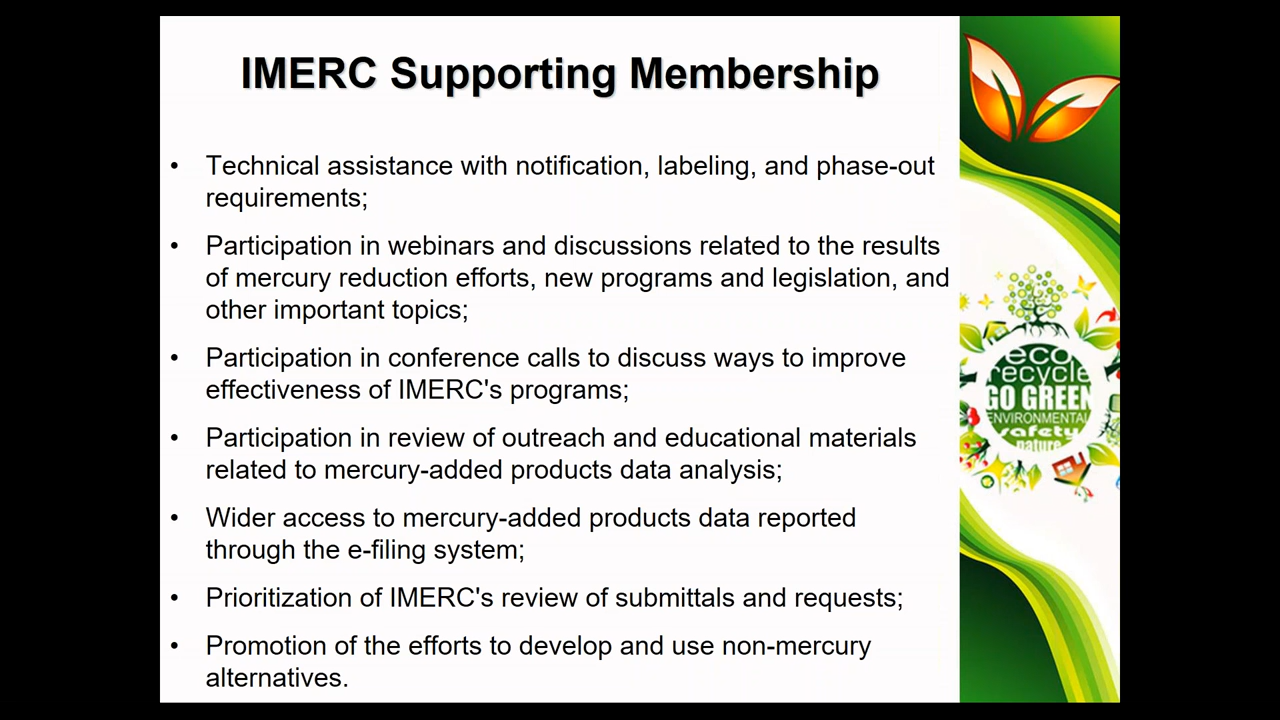 IMERC Supporting Membership
• Technical assistance with notification, labeling, and phase-out
requirements;
• Participation in webinars and discussions related to the results
of mercury reduction efforts, new programs and legislation, and
other important topics;
• Participation in conference calls to discuss ways to improve
effectiveness of IMERC's programs;
• Participation in review of outreach and educational materials
related to mercury-added products data analysis;
• Wider access to mercury-added products data reported
through the e-filing system;
• Prioritization of IMERC's review of submittals and requests;
• Promotion of the efforts to develop and use non-mercury
alternatives.
eco
recycle
GO GREEN
ENVIRONMENTAL
safety
nature